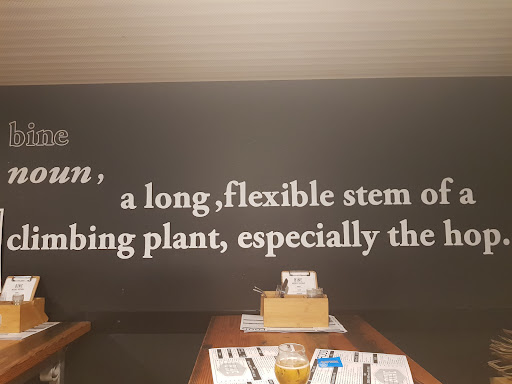 bine
noun,
a long, flexible stem of a
climbing plant, especially the hop.